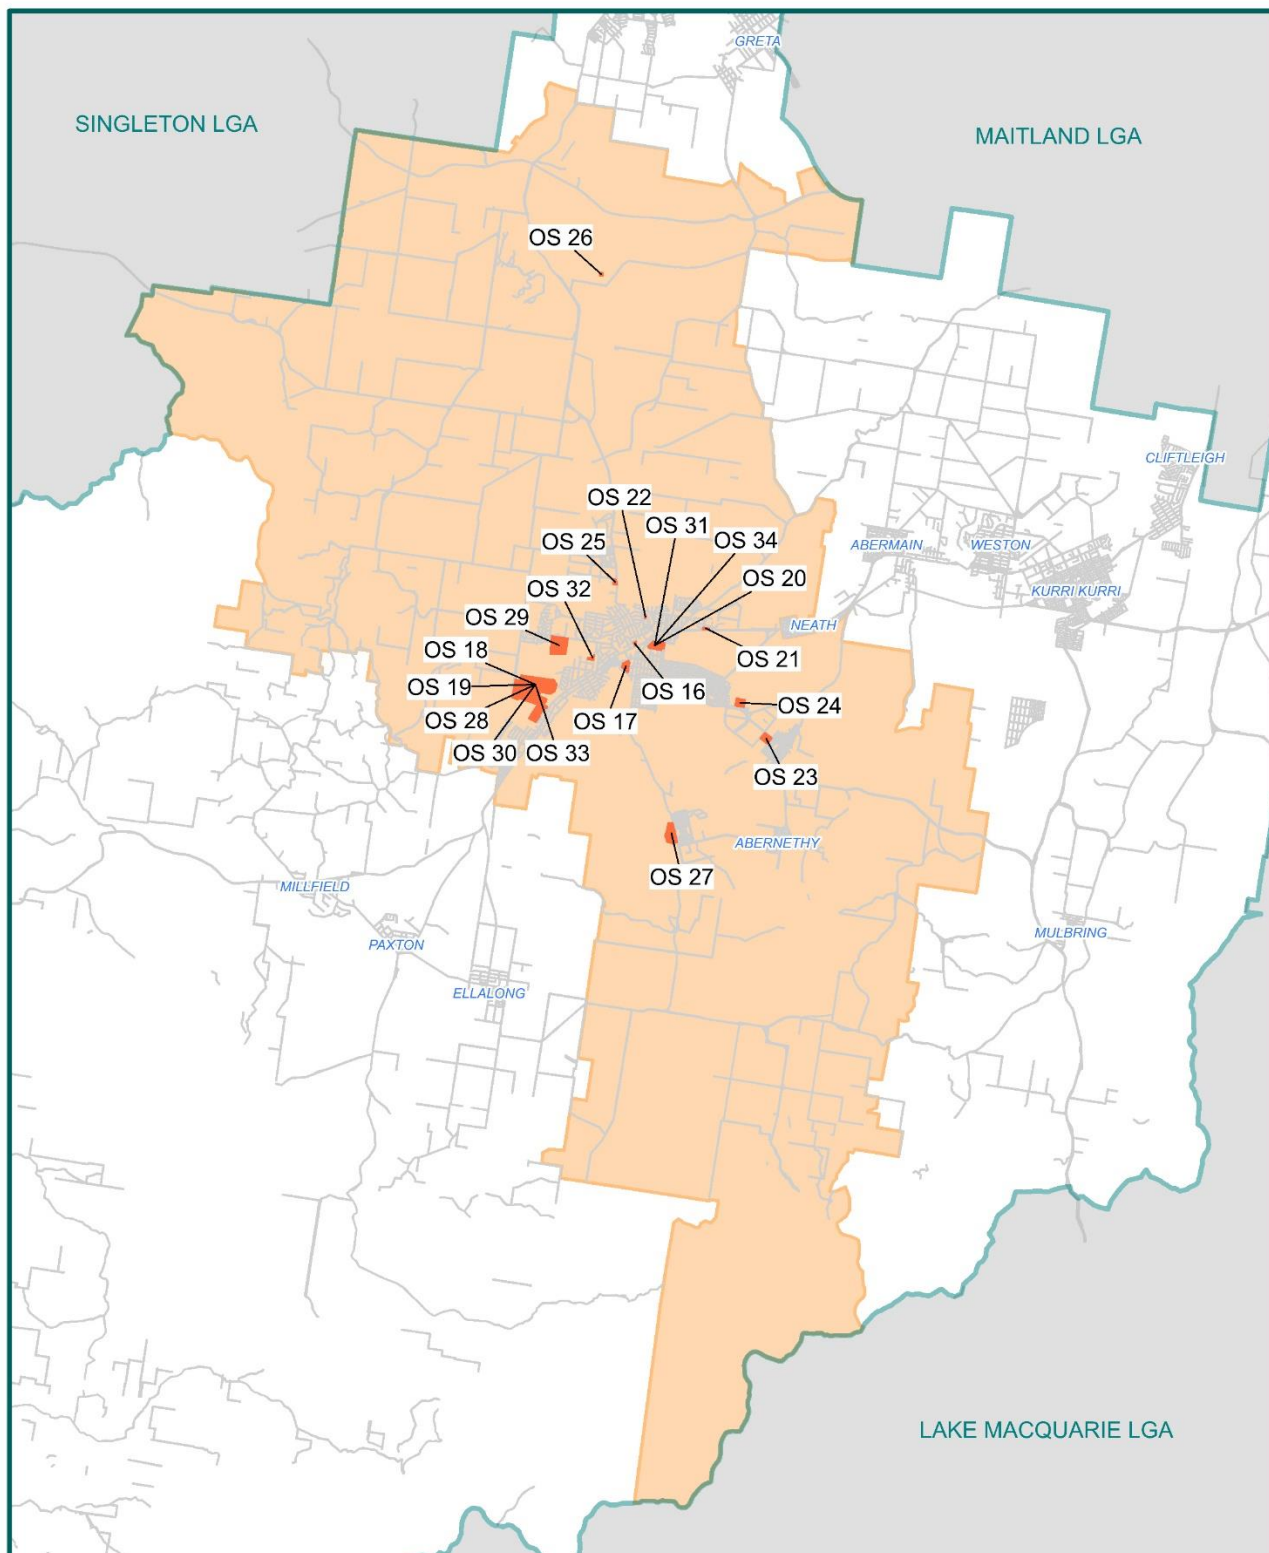 GRETA
SINGLETON LGA
MAITLAND LGA
OS 26
CLIFTLEIGH
OS 22
OS 31
OS 34
OS 25
OS 20
OS 32
ABERMAIN
WESTON
KURRI KURRI
OS 29
NEATH
OS 18
OS 21
OS 19
OS 16
OS 28
OS 17
OS 24
OS 30
OS 33
OS 23
ABERNETHY
OS 27
MILLFIELD
PAXTON
MULBRING
ELLALONG
LAKE MACQUARIE LGA